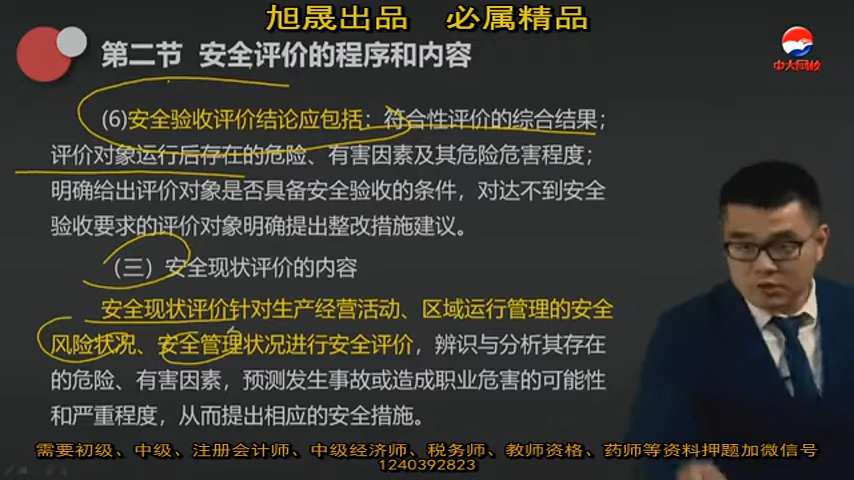 旭晟出品 必属精品
第二节 安全评价的程序和内容
中大网校
(6)安全验收评价结论应包括：符合性评价的综合结果；
评价对象运行后存在的危险、有害因素及其危险危害程度；
明确给出评价对象是否具备安全验收的条件，对达不到安全
验收要求的评价对象明确提出整改措施建议。
（三）安全现状评价的内容
安全现状评价针对生产经营活动、区域运行管理的安全
风险状况、安全管理状况进行安全评价，辨识与分析其存在
的危险、有害因素，预测发生事故或造成职业危害的可能性
和严重程度，从而提出相应的安全措施。
需要初级、中级、注册会计师、中级经济师、税务师、教师资格、药师等资料押题加微信号
1240392823